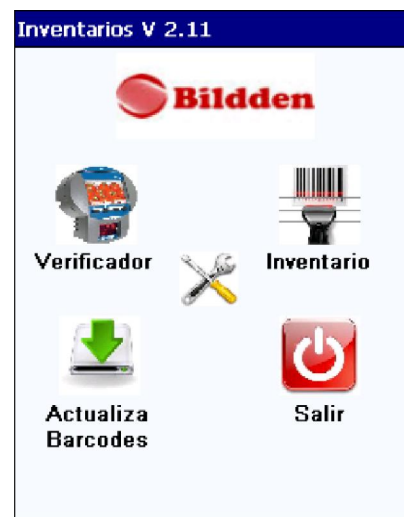 Inventarios V 2.11
Bildden
Verificador
Inventario
Actualiza
Barcodes
Salir